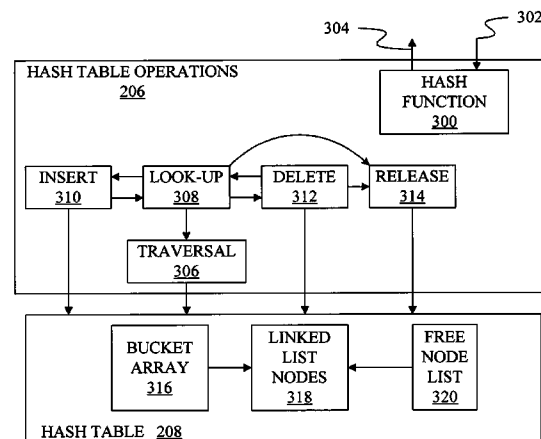 304
302
HASH TABLE OPERATIONS
206
HASH
FUNCTION
300
INSERT
310
LOOK-UP
308
DELETE
312
RELEASE
314
TRAVERSAL
306
BUCKET
ARRAY
316
LINKED
LIST
NODES
318
FREE
NODE
LIST
320
HASH TABLE 208